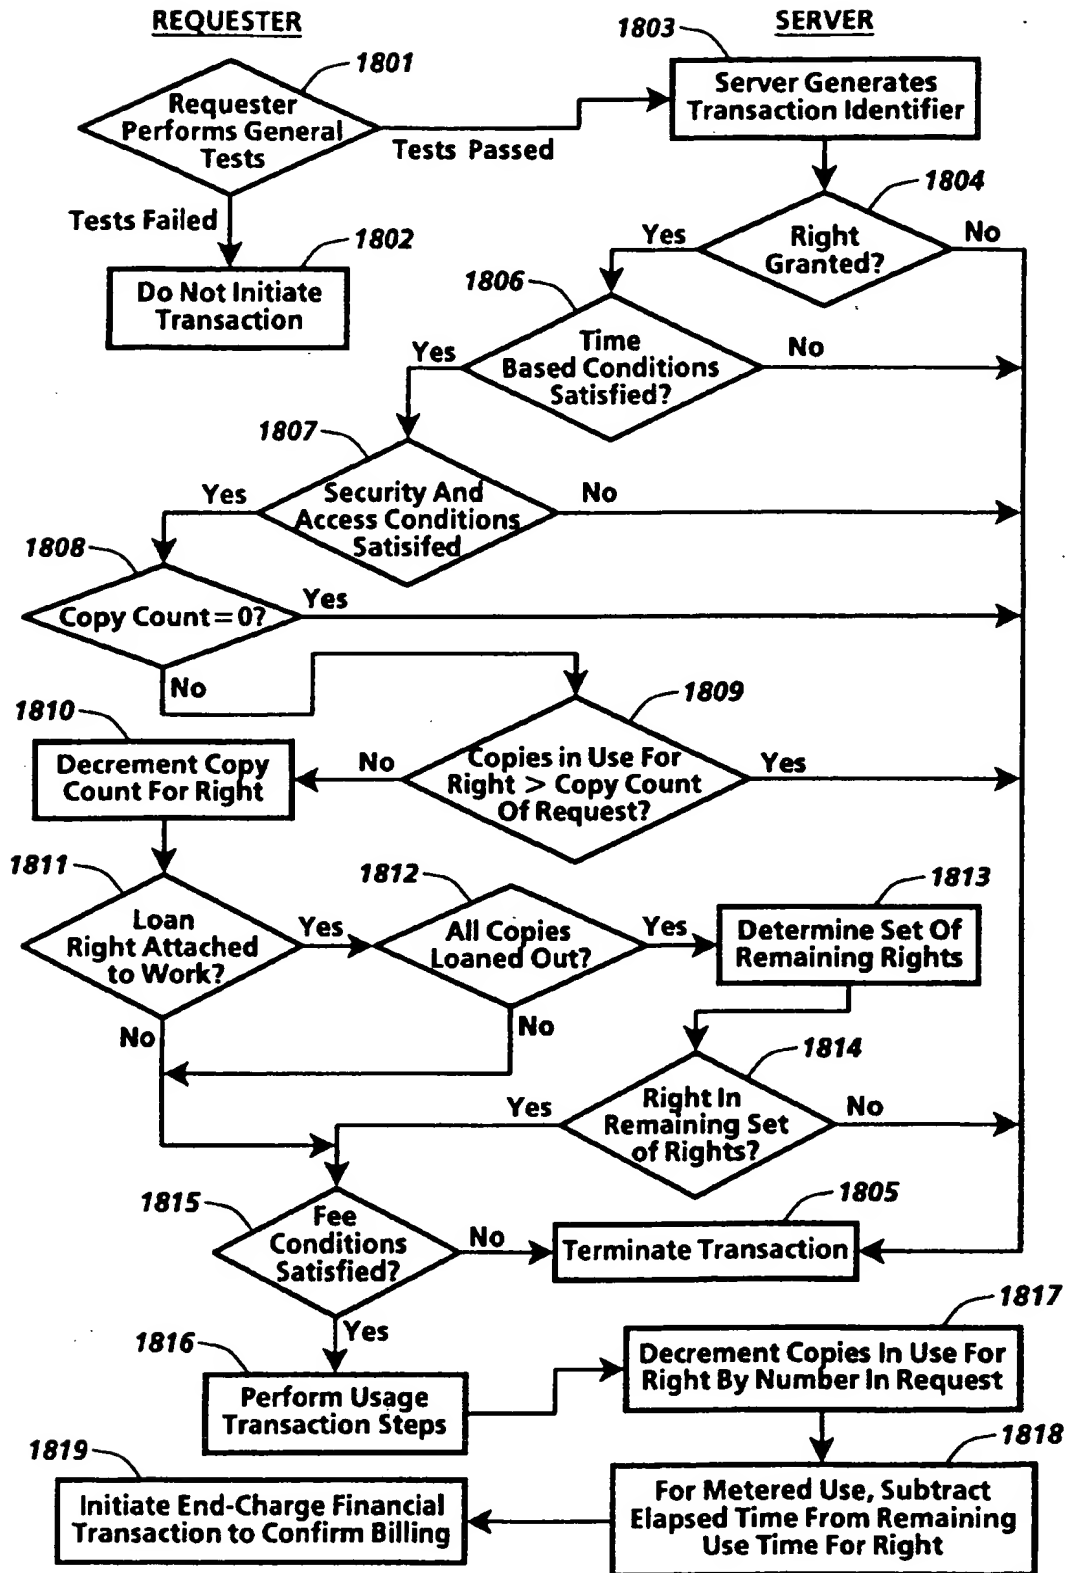 REQUESTER
SERVER
1801
Requester
Performs General
Tests
Tests Passed
Tests Failed
1802
Do Not Initiate
Transaction
1803
Server Generates
Transaction Identifier
1804
Right
Granted?
Yes
No
1806
Time
Based Conditions
Satisfied?
Yes
No
1807
Security And
Access Conditions
Satisifed
Yes
No
1808
Copy Count = 0?
Yes
No
1809
Copies in Use For
Right > Copy Count
Of Request?
No
Yes
1810
Decrement Copy
Count For Right
1811
Loan
Right Attached
to Work?
Yes
No
1812
All Copies
Loaned Out?
Yes
No
1813
Determine Set Of
Remaining Rights
1814
Right In
Remaining Set
of Rights?
Yes
No
1815
Fee
Conditions
Satisfied?
No
Yes
1805
Terminate Transaction
1816
Perform Usage
Transaction Steps
1817
Decrement Copies In Use For
Right By Number In Request
1818
For Metered Use, Subtract
Elapsed Time From Remaining
Use Time For Right
1819
Initiate End-Charge Financial
Transaction to Confirm Billing